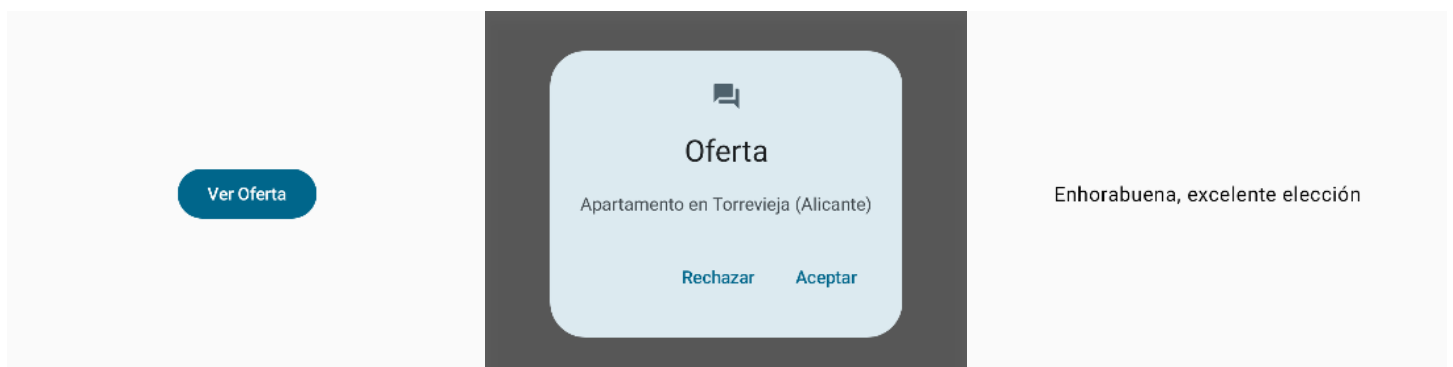 Ver Oferta
Oferta
Apartamento en Torrevieja (Alicante)
Rechazar Aceptar
Enhorabuena, excelente elección